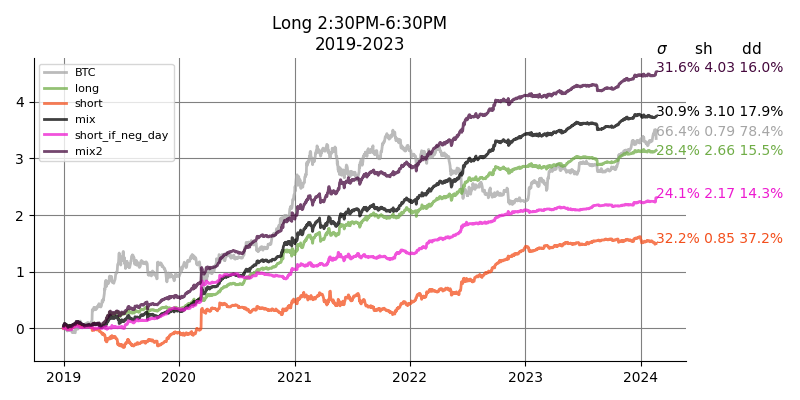 Long 2:30PM-6:30PM
2019-2023
σ sh dd
BTC
long
short
mix
short_if_neg_day
mix2
31.6% 4.03 16.0%
30.9% 3.10 17.9%
66.4% 0.79 78.4%
28.4% 2.66 15.5%
24.1% 2.17 14.3%
32.2% 0.85 37.2%
4
3
2
1
0
2019 2020 2021 2022 2023 2024